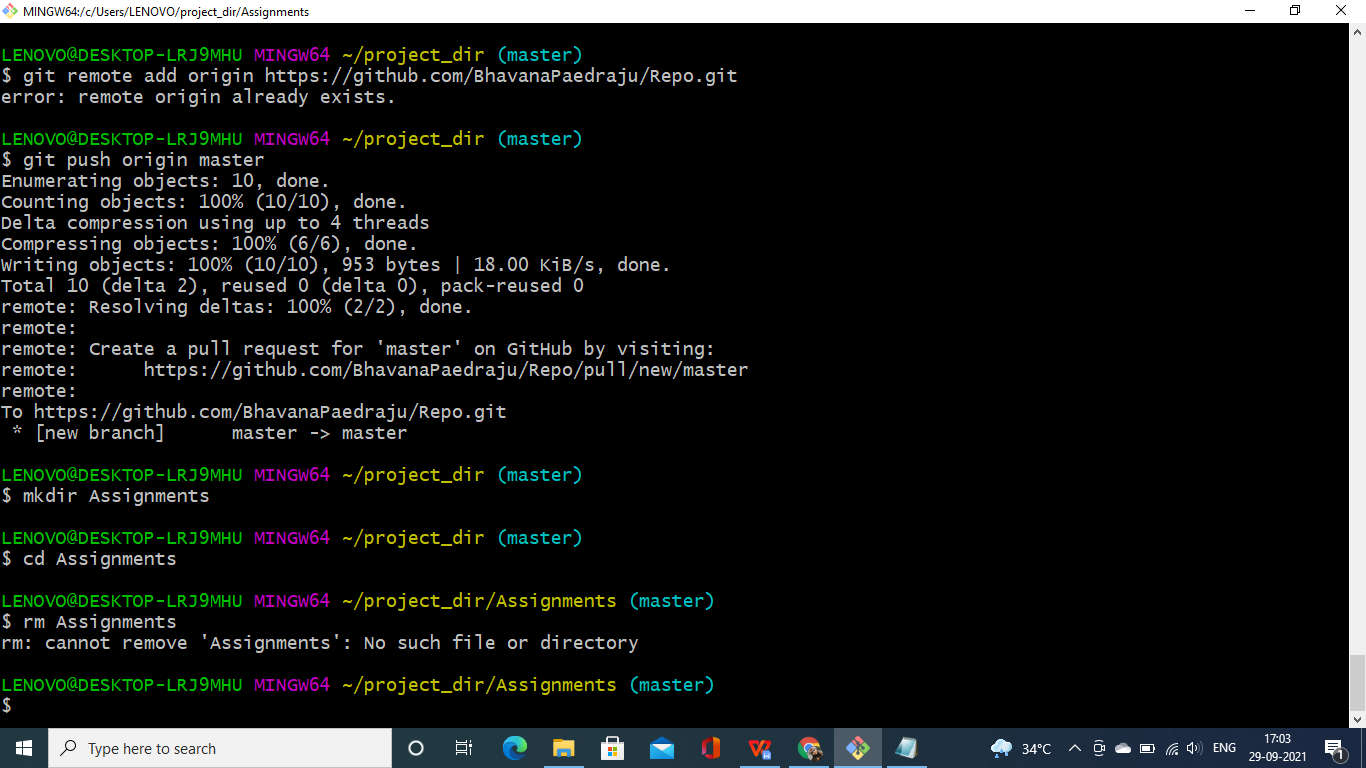 MINGW64:/c/Users/LENOVO/project_dir/Assignments
LENOVO@DESKTOP-LRJ9MHU MINGW64 ~/project_dir (master)
$ git remote add origin https://github.com/BhavanaPaedraju/Repo.git
error: remote origin already exists.
LENOVO@DESKTOP-LRJ9MHU MINGW64 ~/project_dir (master)
$ git push origin master
Enumerating objects: 10, done.
Counting objects: 100% (10/10), done.
Delta compression using up to 4 threads
Compressing objects: 100% (6/6), done.
Writing objects: 100% (10/10), 953 bytes | 18.00 KiB/s, done.
Total 10 (delta 2), reused 0 (delta 0), pack-reused 0
remote: Resolving deltas: 100% (2/2), done.
remote:
remote: Create a pull request for 'master' on GitHub by visiting:
remote:      https://github.com/BhavanaPaedraju/Repo/pull/new/master
remote:
To https://github.com/BhavanaPaedraju/Repo.git
 * [new branch]      master -> master
LENOVO@DESKTOP-LRJ9MHU MINGW64 ~/project_dir (master)
$ mkdir Assignments
LENOVO@DESKTOP-LRJ9MHU MINGW64 ~/project_dir (master)
$ cd Assignments
LENOVO@DESKTOP-LRJ9MHU MINGW64 ~/project_dir/Assignments (master)
$ rm Assignments
rm: cannot remove 'Assignments': No such file or directory
LENOVO@DESKTOP-LRJ9MHU MINGW64 ~/project_dir/Assignments (master)
$
Type here to search
34°C
ENG
17:03
29-09-2021
1